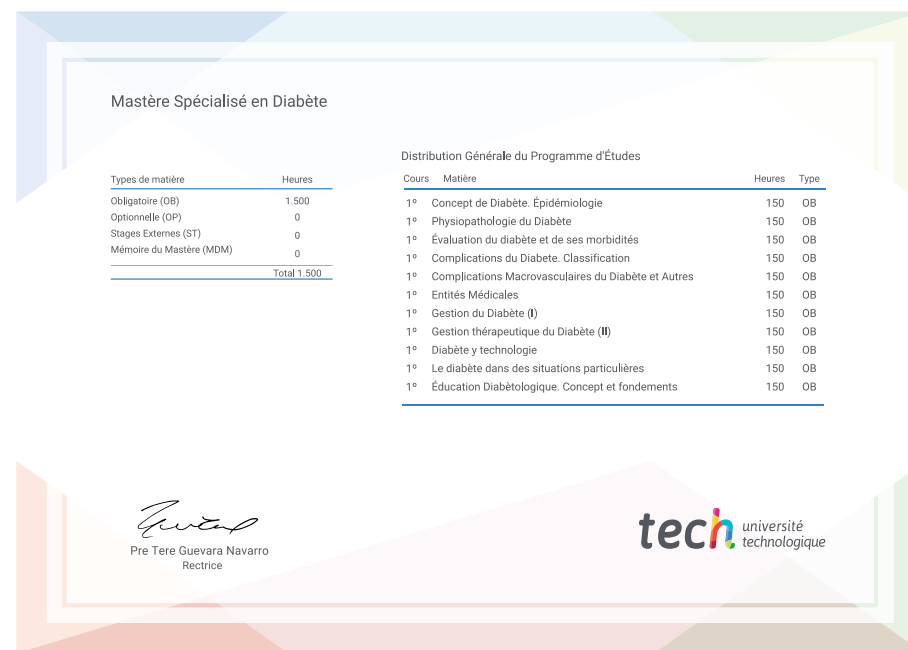 Mastère Spécialisé en Diabète
Types de matière Heures
Obligatoire (OB) 1.500
Optionnelle (OP) 0
Stages Externes (ST) 0
Mémoire du Mastère (MDM) 0
Total 1.500
Distribution Générale du Programme d'Études
Cours Matière Heures Type
1º Concept de Diabète. Épidémiologie 150 OB
1º Physiopathologie du Diabète 150 OB
1º Évaluation du diabète et de ses morbidités 150 OB
1º Complications du Diabete. Classification 150 OB
1º Complications Macrovasculaires du Diabète et Autres 150 OB
1º Entités Médicales 150 OB
1º Gestion du Diabète (I) 150 OB
1º Gestion thérapeutique du Diabète (II) 150 OB
1º Diabète y technologie 150 OB
1º Le diabète dans des situations particulières 150 OB
1º Éducation Diabètologique. Concept et fondements 150 OB
Pre Tere Guevara Navarro
Rectrice
tech université
technologique